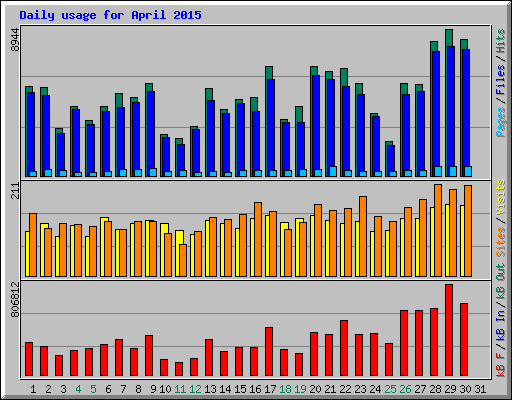 Daily usage for April 2015
8944
Pages / Files / Hits
211
Sites / Visits
806812
kB F / kB In / kB Out
1 2 3 4 5 6 7 8 9 10 11 12 13 14 15 16 17 18 19 20 21 22 23 24 25 26 27 28 29 30 31